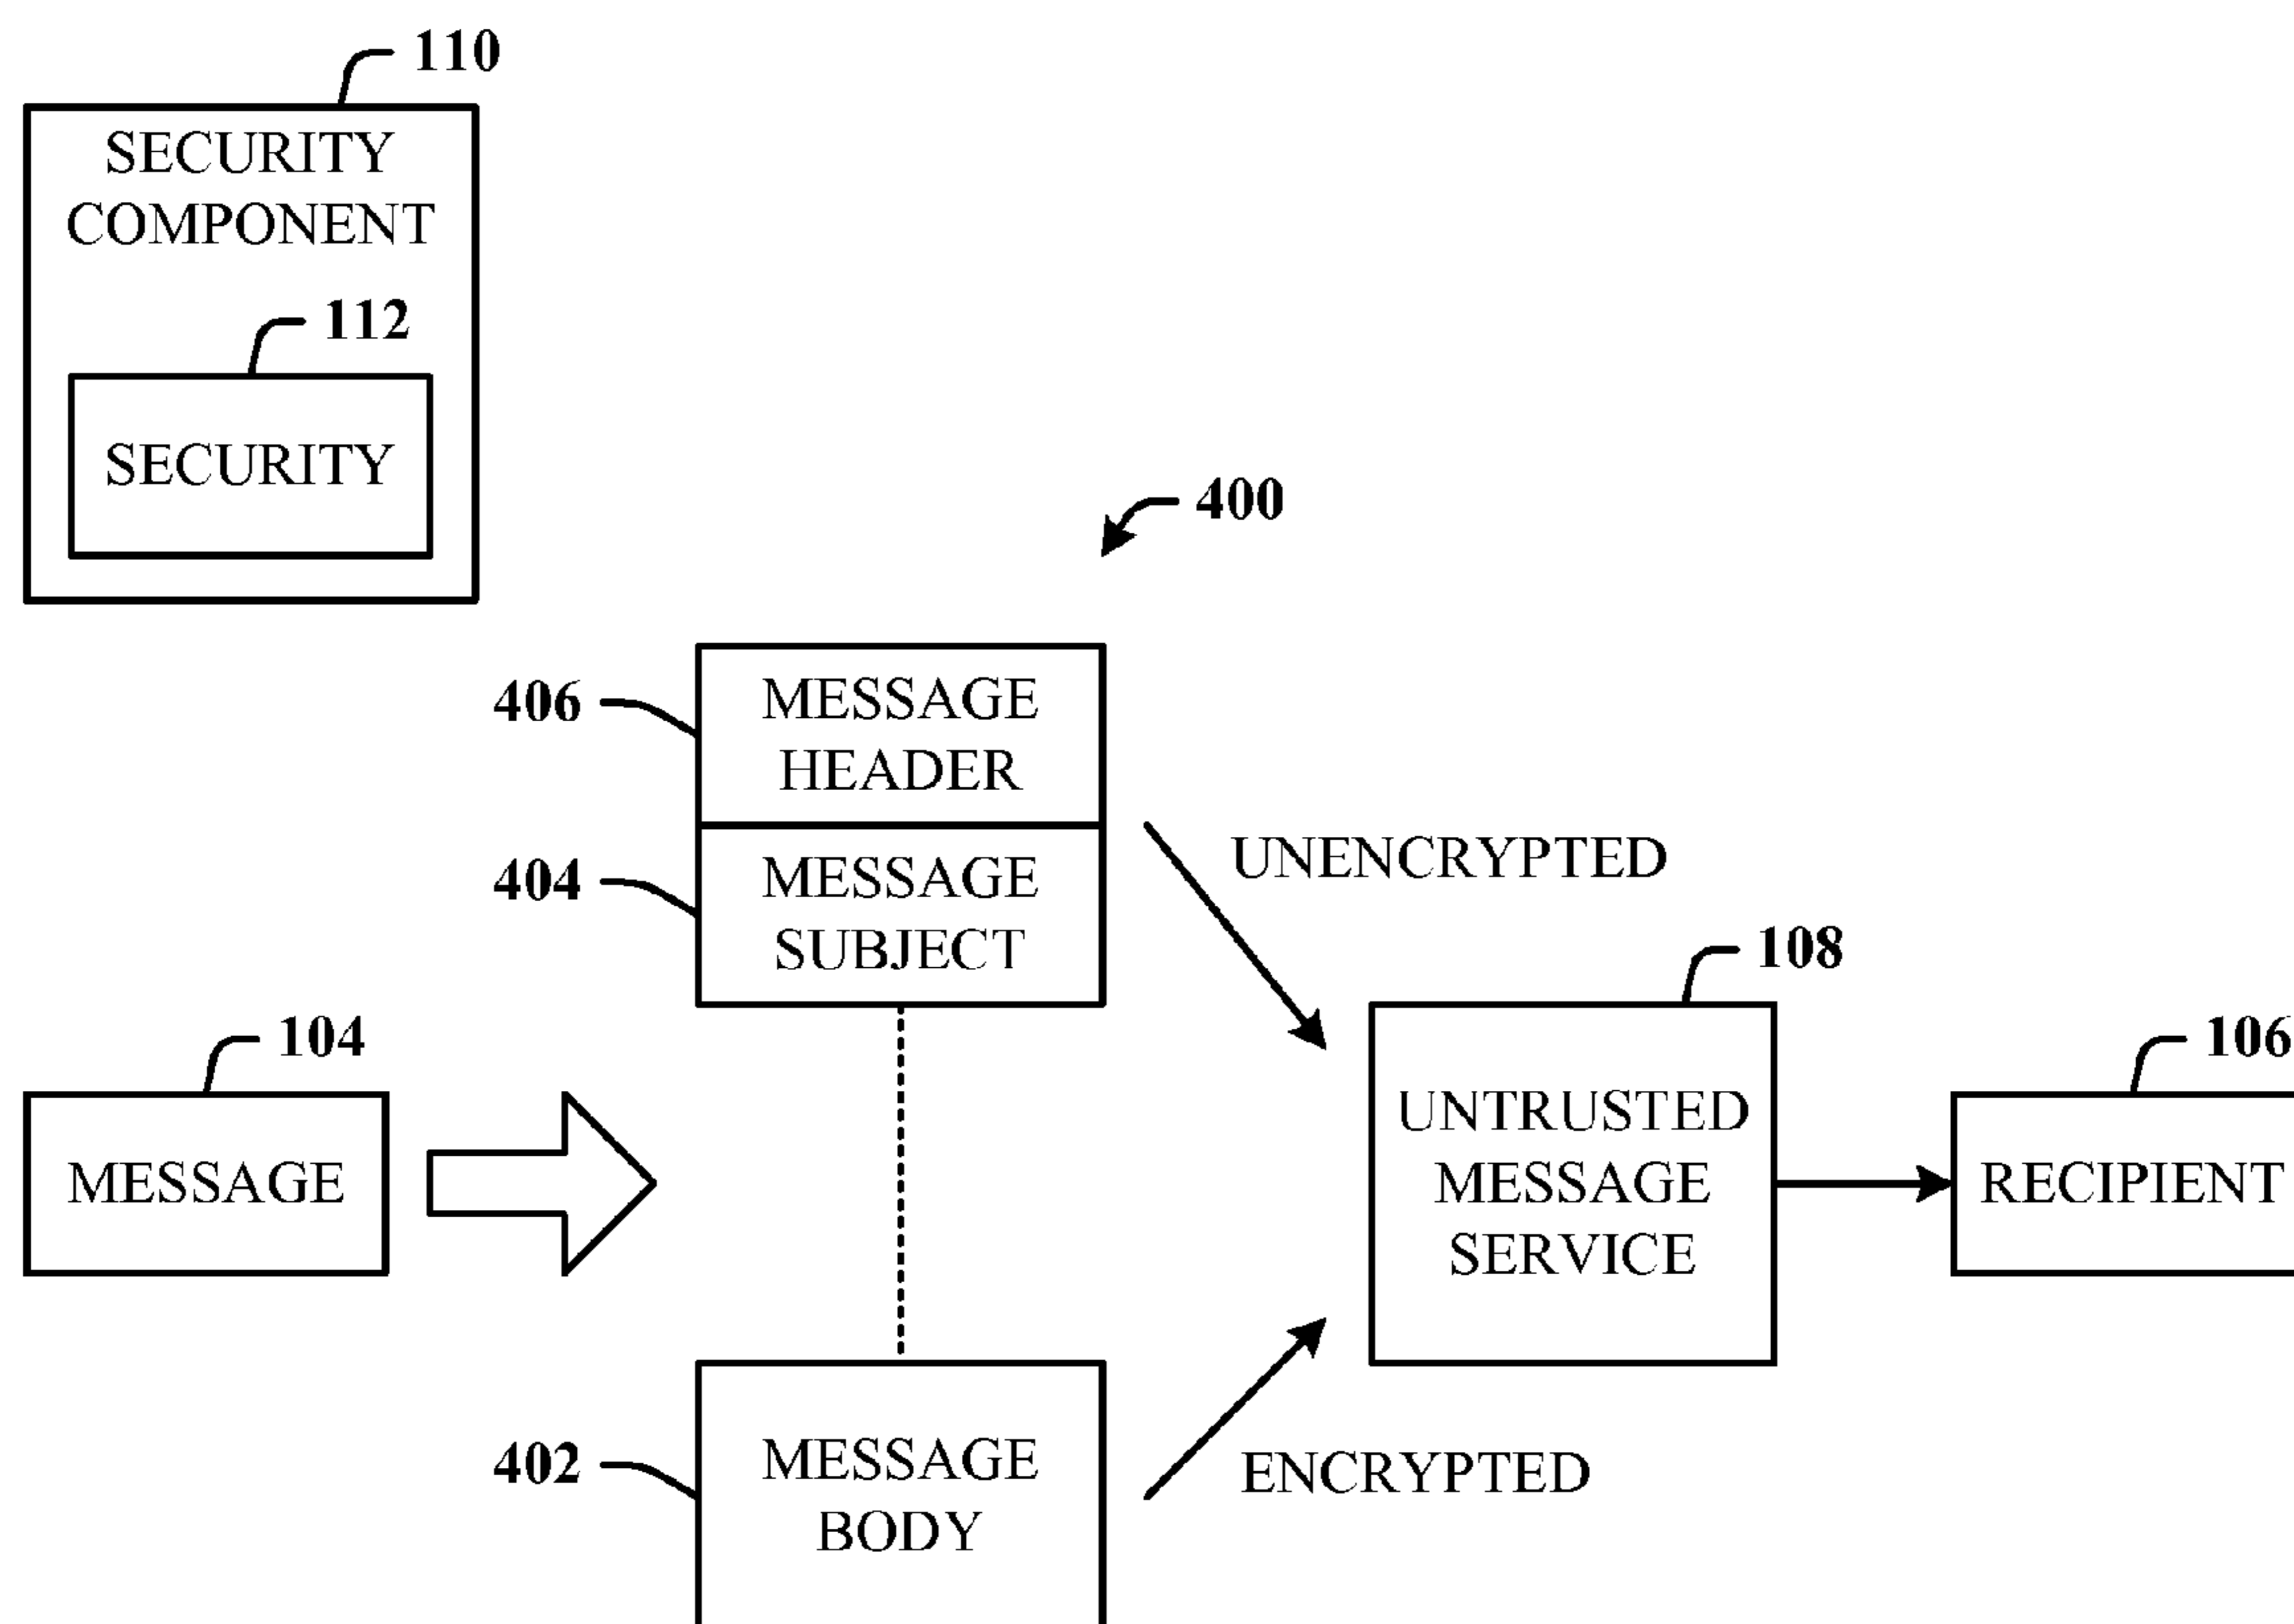 110
SECURITY
COMPONENT
112
SECURITY
400
406
MESSAGE
HEADER
UNENCRYPTED
404
MESSAGE
SUBJECT
108
104
106
MESSAGE
UNTRUSTED
MESSAGE
SERVICE
RECIPIENT
402
MESSAGE
BODY
ENCRYPTED